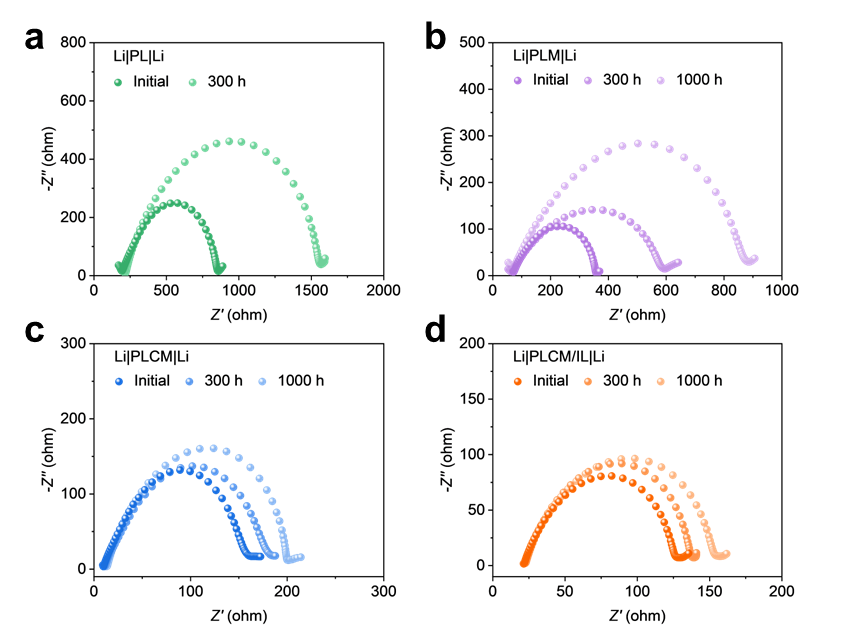 a
Li|PL|Li
Initial 300 h
800
600
400
200
0
-Z″ (ohm)
0 500 1000 1500 2000
Z′ (ohm)
b
Li|PLM|Li
Initial 300 h 1000 h
500
400
300
200
100
0
-Z″ (ohm)
0 200 400 600 800 1000
Z′ (ohm)
c
Li|PLCM|Li
Initial 300 h 1000 h
300
200
100
0
-Z″ (ohm)
0 100 200 300
Z′ (ohm)
d
Li|PLCM/IL|Li
Initial 300 h 1000 h
200
150
100
50
0
-Z″ (ohm)
0 50 100 150 200
Z′ (ohm)